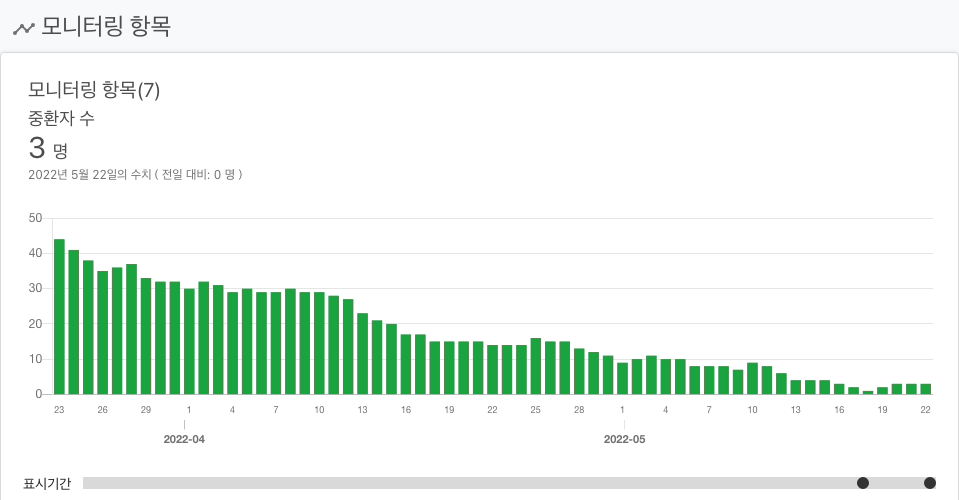 모니터링 항목
모니터링 항목(7)
중환자 수
3 명
2022년 5월 22일의 수치 ( 전일 대비: 0 명 )
50
40
30
20
10
0
23 26 29 1 4 7 10 13 16 19 22 25 28 1 4 7 10 13 16 19 22
2022-04 2022-05
표시기간